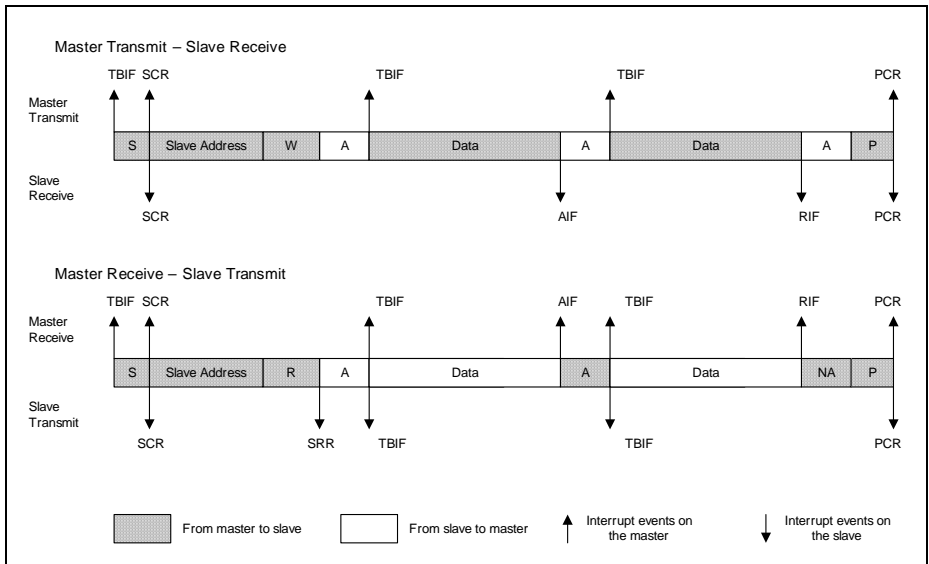 Master Transmit – Slave Receive
TBIF SCR TBIF TBIF PCR
Master
Transmit
S Slave Address W A Data A Data A P
Slave
Receive
SCR AIF RIF PCR
Master Receive – Slave Transmit
TBIF SCR TBIF AIF TBIF RIF PCR
Master
Receive
S Slave Address R A Data A Data NA P
Slave
Transmit
SCR SRR TBIF TBIF PCR
From master to slave
From slave to master
Interrupt events on
the master
Interrupt events on
the slave